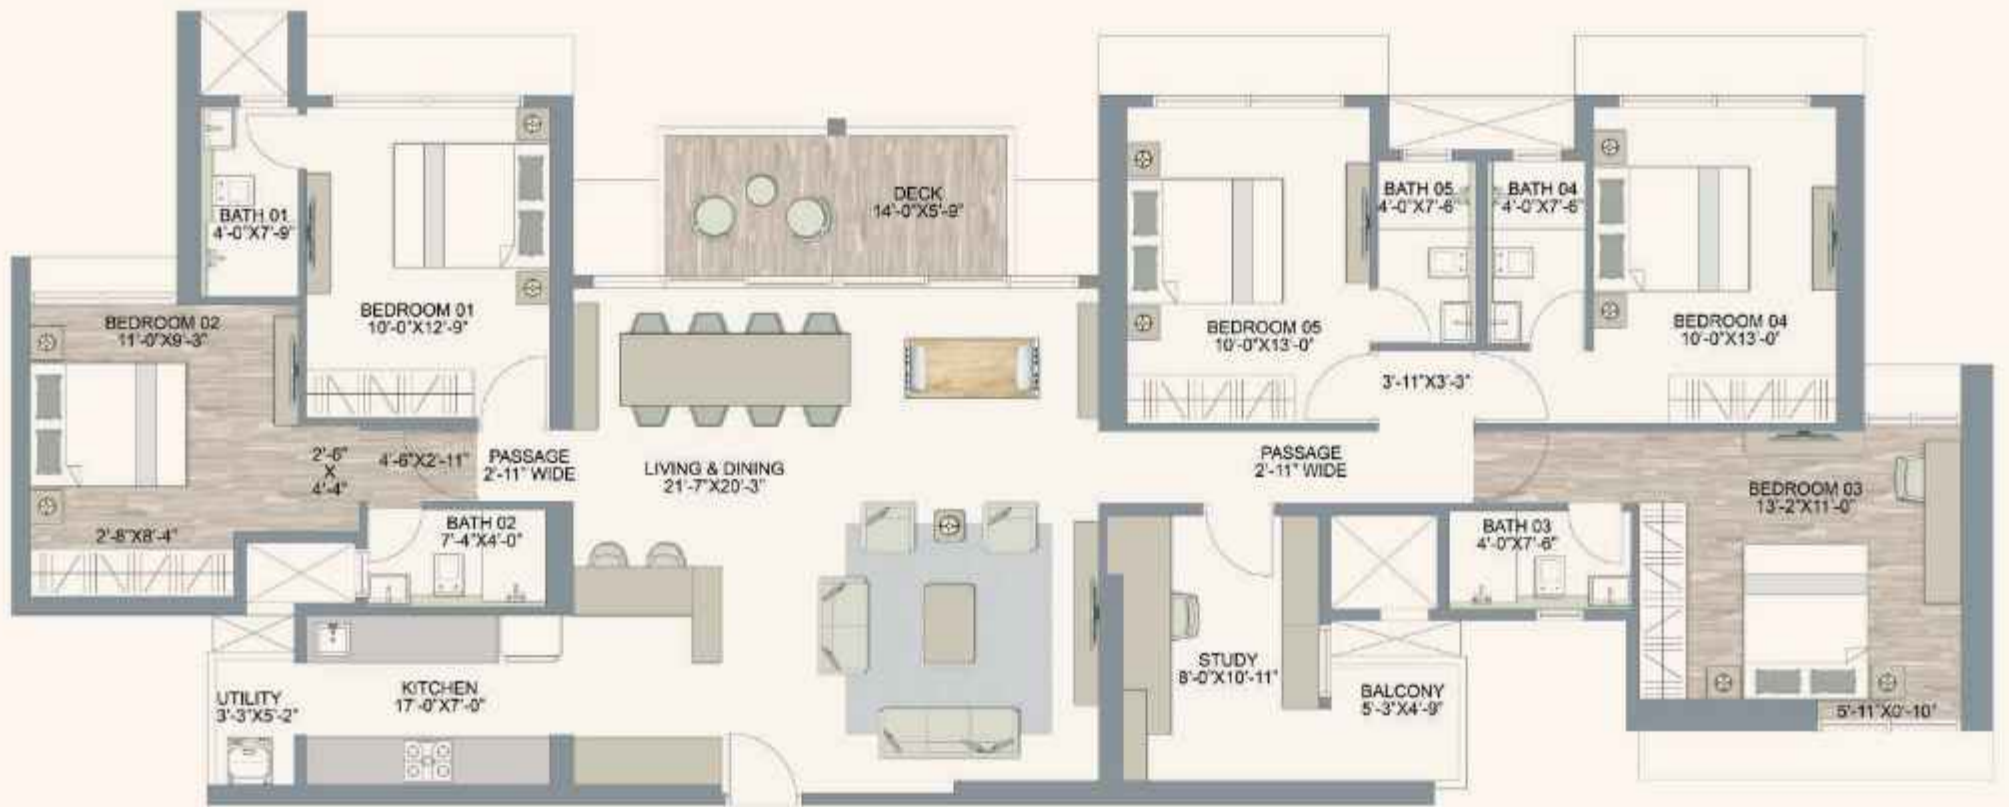 DECK
14'-0"X5'-9"
BATH 01
4'-0"X7'-9"
BATH 05
4'-0"X7'-6"
BATH 04
4'-0"X7'-6"
BEDROOM 02
11'-0"X9'-3"
BEDROOM 01
10'-0"X12'-9"
BEDROOM 05
10'-0"X13'-0"
BEDROOM 04
10'-0"X13'-0"
3'-11"X3'-3"
2'-6"
X
4'-4"
4'-6"X2'-11"
PASSAGE
2'-11" WIDE
LIVING & DINING
21'-7"X20'-3"
PASSAGE
2'-11" WIDE
BEDROOM 03
13'-2"X11'-0"
2'-8"X8'-4"
BATH 02
7'-4"X4'-0"
BATH 03
4'-0"X7'-6"
UTILITY
3'-3"X5'-2"
KITCHEN
17'-0"X7'-0"
STUDY
8'-0"X10'-11"
BALCONY
5'-3"X4'-9"
5'-11"X0'-10"